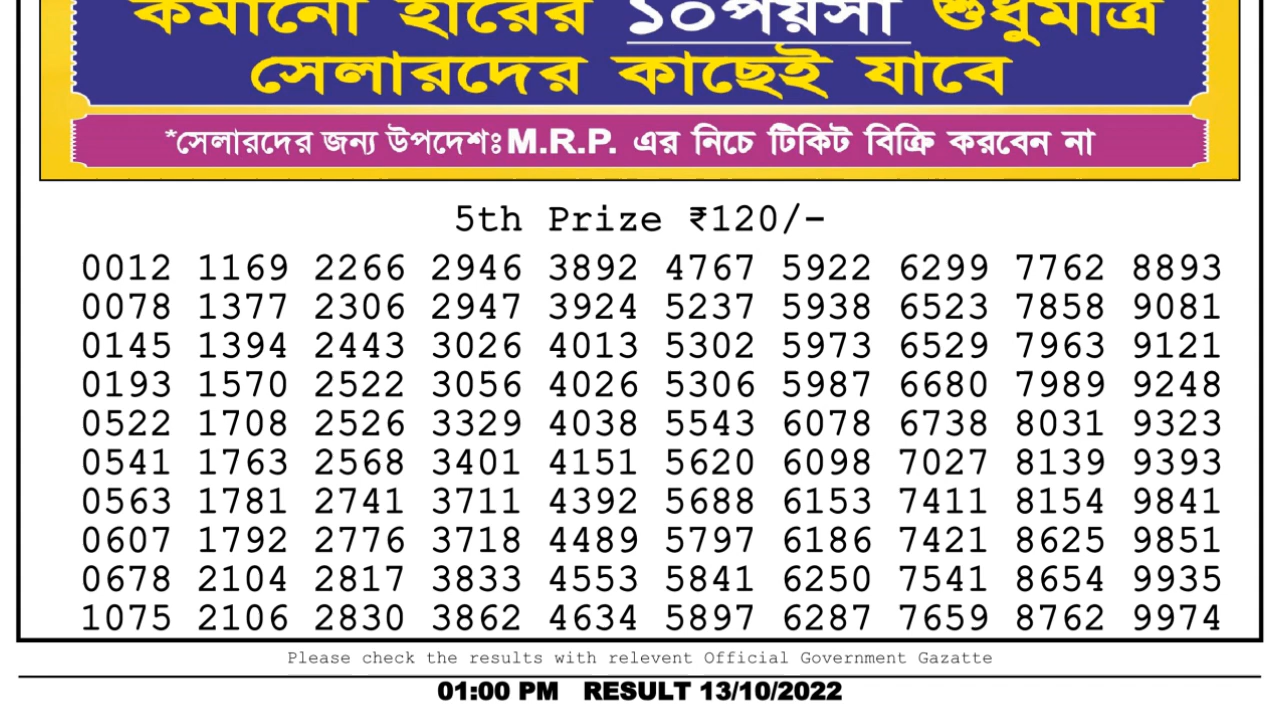 কমানো হারের ১০পয়সা শুধুমাত্র
সেলারদের কাছেই যাবে
*সেলারদের জন্য উপদেশঃ M.R.P. এর নিচে টিকিট বিক্রি করবেন না
5th Prize ₹120/-
0012 1169 2266 2946 3892 4767 5922 6299 7762 8893
0078 1377 2306 2947 3924 5237 5938 6523 7858 9081
0145 1394 2443 3026 4013 5302 5973 6529 7963 9121
0193 1570 2522 3056 4026 5306 5987 6680 7989 9248
0522 1708 2526 3329 4038 5543 6078 6738 8031 9323
0541 1763 2568 3401 4151 5620 6098 7027 8139 9393
0563 1781 2741 3711 4392 5688 6153 7411 8154 9841
0607 1792 2776 3718 4489 5797 6186 7421 8625 9851
0678 2104 2817 3833 4553 5841 6250 7541 8654 9935
1075 2106 2830 3862 4634 5897 6287 7659 8762 9974
Please check the results with relevent Official Government Gazatte
01:00 PM RESULT 13/10/2022